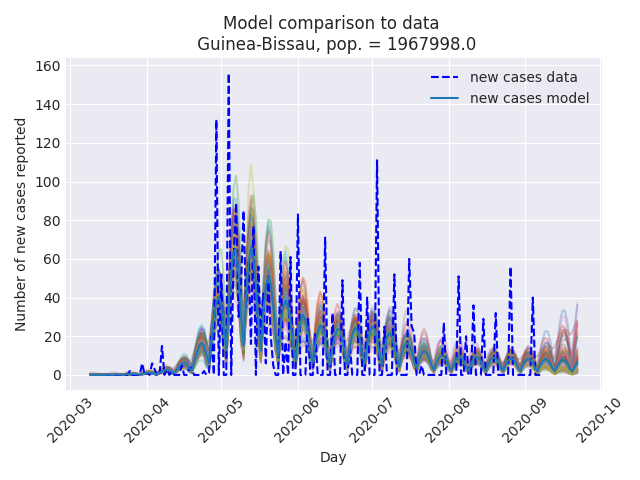 Model comparison to data
Guinea-Bissau, pop. = 1967998.0
new cases data
new cases model
Number of new cases reported
160
140
120
100
80
60
40
20
0
2020-03
2020-04
2020-05
2020-06
2020-07
2020-08
2020-09
2020-10
Day